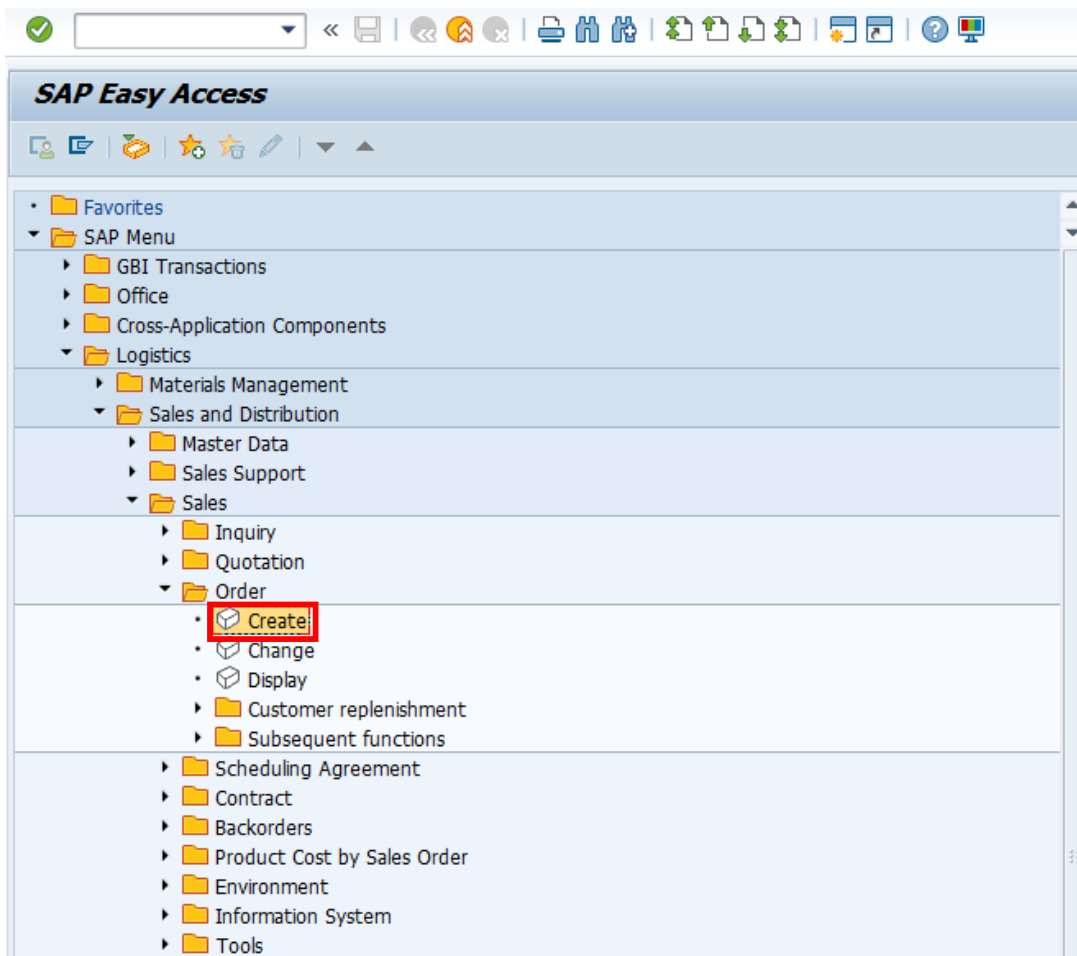 SAP Easy Access
Favorites
SAP Menu
GBI Transactions
Office
Cross-Application Components
Logistics
Materials Management
Sales and Distribution
Master Data
Sales Support
Sales
Inquiry
Quotation
Order
Create
Change
Display
Customer replenishment
Subsequent functions
Scheduling Agreement
Contract
Backorders
Product Cost by Sales Order
Environment
Information System
Tools